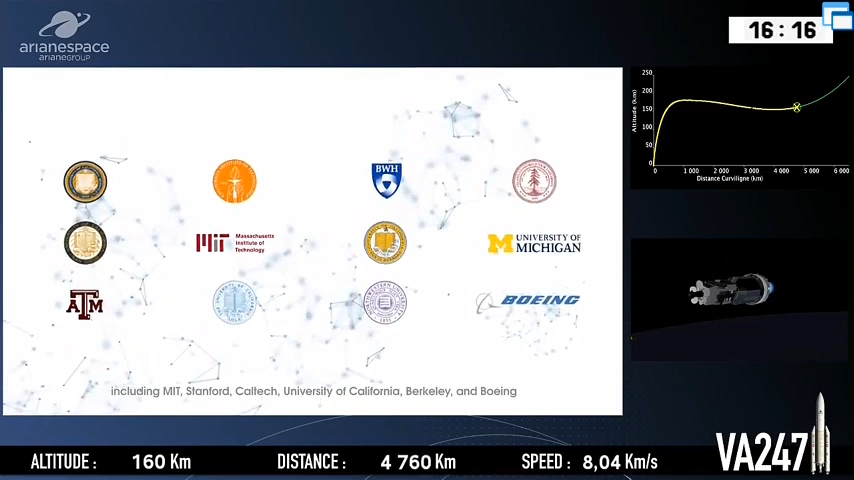 arianespace
arianegroup
16:16
250
200
150
100
50
0
Altitude (km)
0 1 000 2 000 3 000 4 000 5 000 6 000
Distance Curviligne (km)
BWH
MiT Massachusetts
Institute of
Technology
M UNIVERSITY OF
MICHIGAN
ATM
BOEING
including MIT, Stanford, Caltech, University of California, Berkeley, and Boeing
ALTITUDE : 160 Km DISTANCE : 4 760 Km SPEED : 8,04 Km/s
VA247